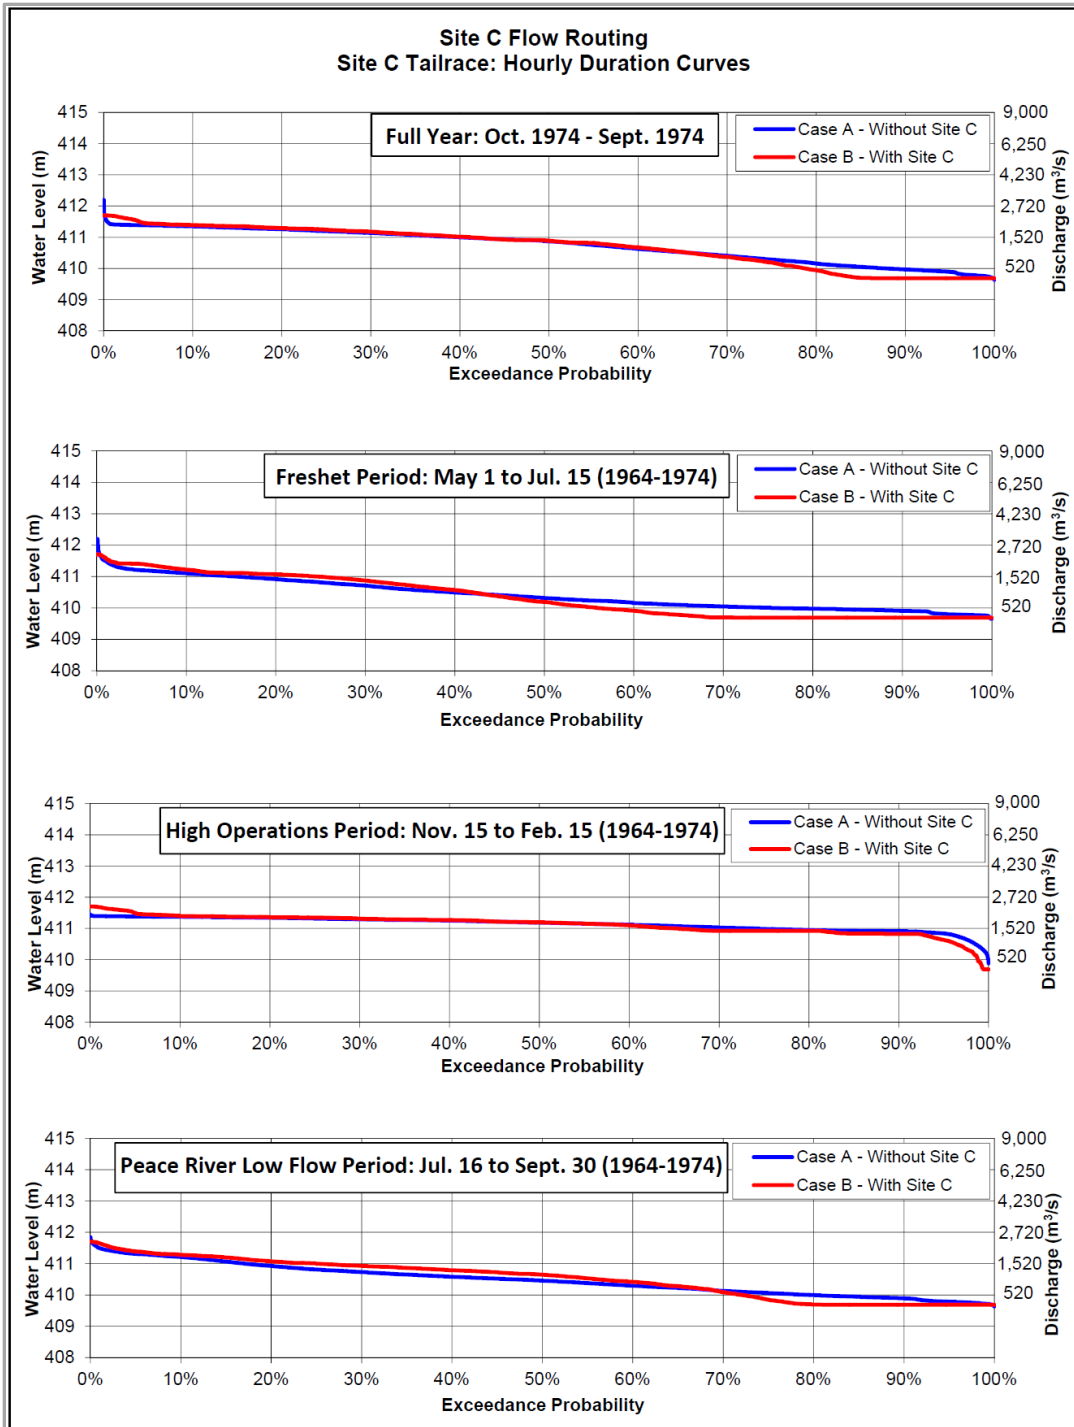 Site C Flow Routing
Site C Tailrace: Hourly Duration Curves
Full Year: Oct. 1974 - Sept. 1974
Case A - Without Site C
Case B - With Site C
Water Level (m)
415
414
413
412
411
410
409
408
9,000
6,250
4,230
2,720
1,520
520
Discharge (m³/s)
0% 10% 20% 30% 40% 50% 60% 70% 80% 90% 100%
Exceedance Probability
Freshet Period: May 1 to Jul. 15 (1964-1974)
Case A - Without Site C
Case B - With Site C
Water Level (m)
415
414
413
412
411
410
409
408
9,000
6,250
4,230
2,720
1,520
520
Discharge (m³/s)
0% 10% 20% 30% 40% 50% 60% 70% 80% 90% 100%
Exceedance Probability
High Operations Period: Nov. 15 to Feb. 15 (1964-1974)
Case A - Without Site C
Case B - With Site C
Water Level (m)
415
414
413
412
411
410
409
408
9,000
6,250
4,230
2,720
1,520
520
Discharge (m³/s)
0% 10% 20% 30% 40% 50% 60% 70% 80% 90% 100%
Exceedance Probability
Peace River Low Flow Period: Jul. 16 to Sept. 30 (1964-1974)
Case A - Without Site C
Case B - With Site C
Water Level (m)
415
414
413
412
411
410
409
408
9,000
6,250
4,230
2,720
1,520
520
Discharge (m³/s)
0% 10% 20% 30% 40% 50% 60% 70% 80% 90% 100%
Exceedance Probability